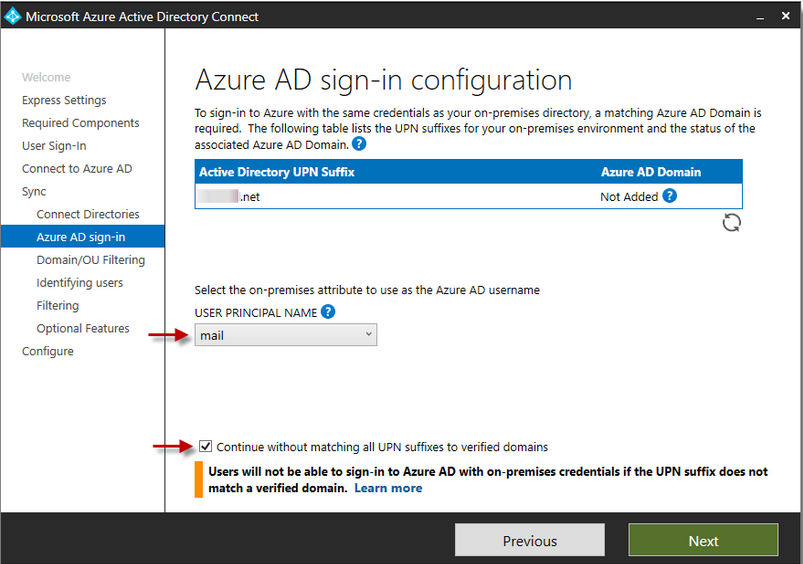 Microsoft Azure Active Directory Connect
Welcome
Express Settings
Required Components
User Sign-In
Connect to Azure AD
Sync
Connect Directories
Azure AD sign-in
Domain/OU Filtering
Identifying users
Filtering
Optional Features
Configure
Azure AD sign-in configuration
To sign-in to Azure with the same credentials as your on-premises directory, a matching Azure AD Domain is
required. The following table lists the UPN suffixes for your on-premises environment and the status of the
associated Azure AD Domain. ?
Active Directory UPN Suffix Azure AD Domain
.net Not Added ?
Select the on-premises attribute to use as the Azure AD username
USER PRINCIPAL NAME ?
mail
Continue without matching all UPN suffixes to verified domains
Users will not be able to sign-in to Azure AD with on-premises credentials if the UPN suffix does not
match a verified domain. Learn more
Previous Next